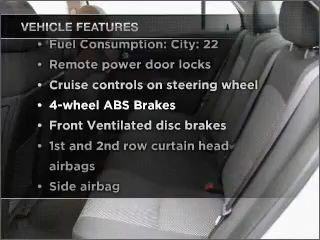 VEHICLE FEATURES
• Fuel Consumption: City: 22
• Remote power door locks
• Cruise controls on steering wheel
• 4-wheel ABS Brakes
• Front Ventilated disc brakes
• 1st and 2nd row curtain head
airbags
• Side airbag